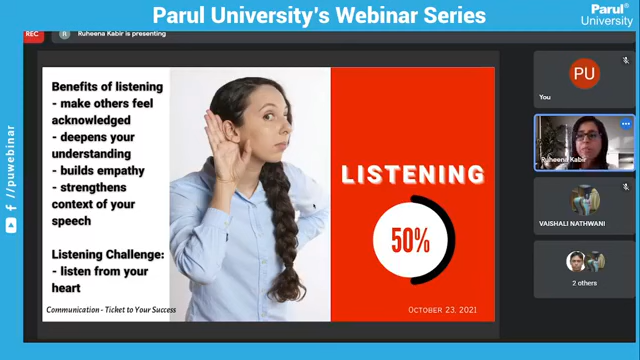 Parul University's Webinar Series
Parul®
University
REC
R
Ruheena Kabir is presenting
Benefits of listening
- make others feel
acknowledged
- deepens your
understanding
- builds empathy
- strengthens
context of your
speech
Listening Challenge:
- listen from your
heart
Communication - Ticket to Your Success
LISTENING
50%
October 23, 2021
PU
You
Ruheena Kabir
VAISHALI NATHWANI
2 others
/puwebinar